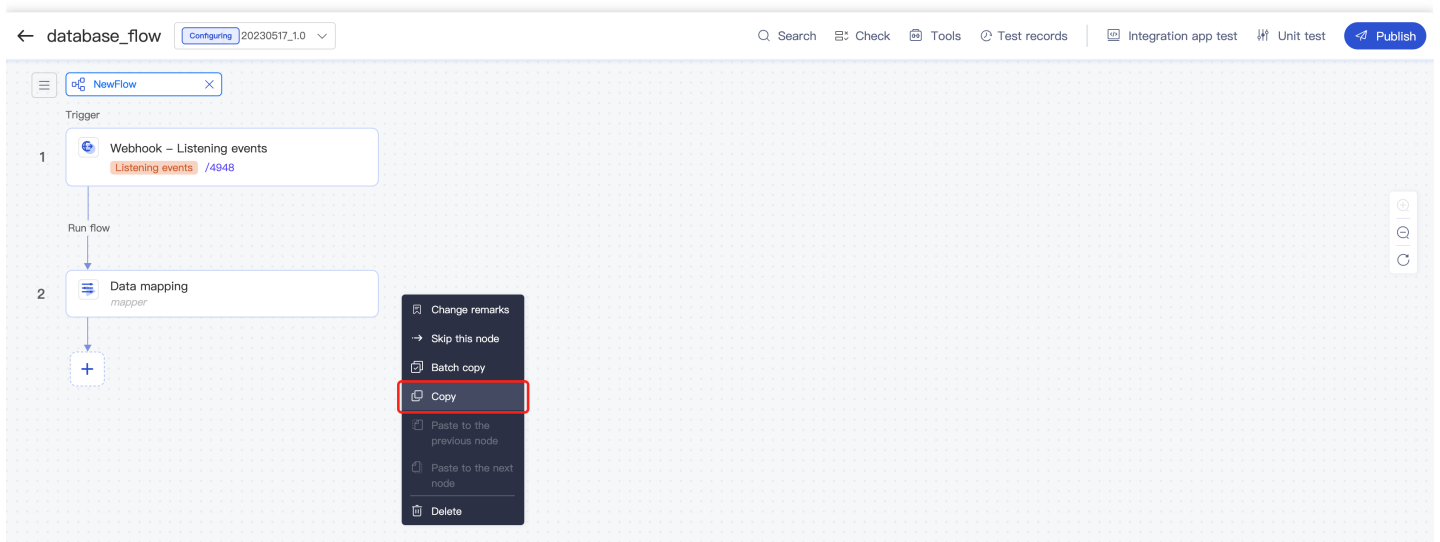 database_flow
Configuring 20230517_1.0
Search
Check
Tools
Test records
Integration app test
Unit test
Publish
NewFlow
Trigger
1
Webhook – Listening events
Listening events /4948
Run flow
2
Data mapping
mapper
Change remarks
Skip this node
Batch copy
Copy
Paste to the
previous node
Paste to the next
node
Delete